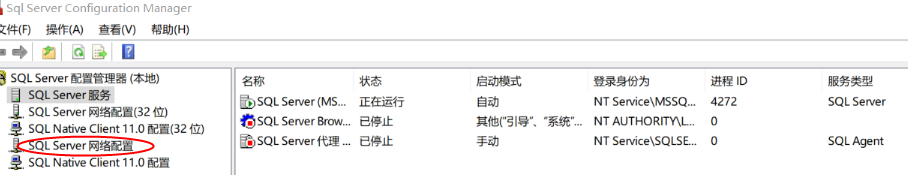 Sql Server Configuration Manager
文件(F) 操作(A) 查看(V) 帮助(H)
SQL Server 配置管理器 (本地)
SQL Server 服务
SQL Server 网络配置(32 位)
SQL Native Client 11.0 配置(32 位)
SQL Server 网络配置
SQL Native Client 11.0 配置
名称 状态 启动模式 登录身份为 进程 ID 服务类型
SQL Server (MS... 正在运行 自动 NT Service\MSSQ... 4272 SQL Server
SQL Server Brow... 已停止 其他("引导"、"系统"... NT AUTHORITY\L... 0
SQL Server 代理 ... 已停止 手动 NT Service\SQLSE... 0 SQL Agent